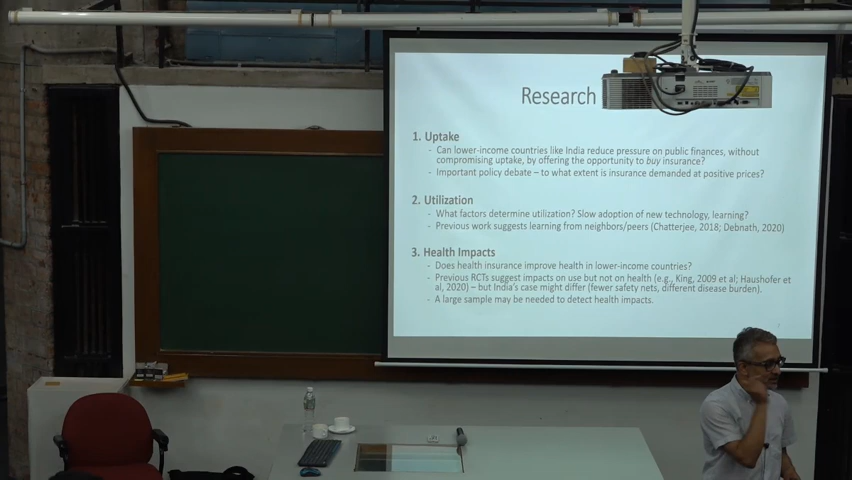 Research
1. Uptake
- Can lower-income countries like India reduce pressure on public finances, without
compromising uptake, by offering the opportunity to buy insurance?
- Important policy debate – to what extent is insurance demanded at positive prices?
2. Utilization
- What factors determine utilization? Slow adoption of new technology, learning?
- Previous work suggests learning from neighbors/peers (Chatterjee, 2018; Debnath, 2020)
3. Health Impacts
- Does health insurance improve health in lower-income countries?
- Previous RCTs suggest impacts on use but not on health (e.g., King, 2009 et al; Haushofer et
al, 2020) – but India's case might differ (fewer safety nets, different disease burden).
- A large sample may be needed to detect health impacts.